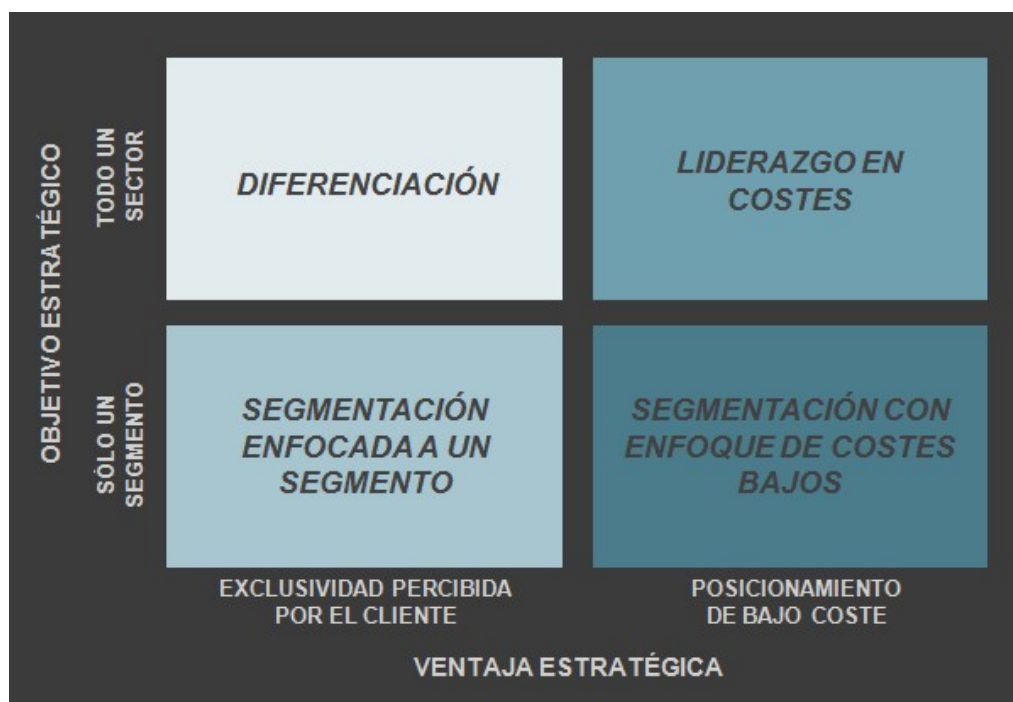 OBJETIVO ESTRATÉGICO
TODO UN
SECTOR
DIFERENCIACIÓN
LIDERAZGO EN
COSTES
SÓLO UN
SEGMENTO
SEGMENTACIÓN
ENFOCADA A UN
SEGMENTO
SEGMENTACIÓN CON
ENFOQUE DE COSTES
BAJOS
EXCLUSIVIDAD PERCIBIDA
POR EL CLIENTE
POSICIONAMIENTO
DE BAJO COSTE
VENTAJA ESTRATÉGICA